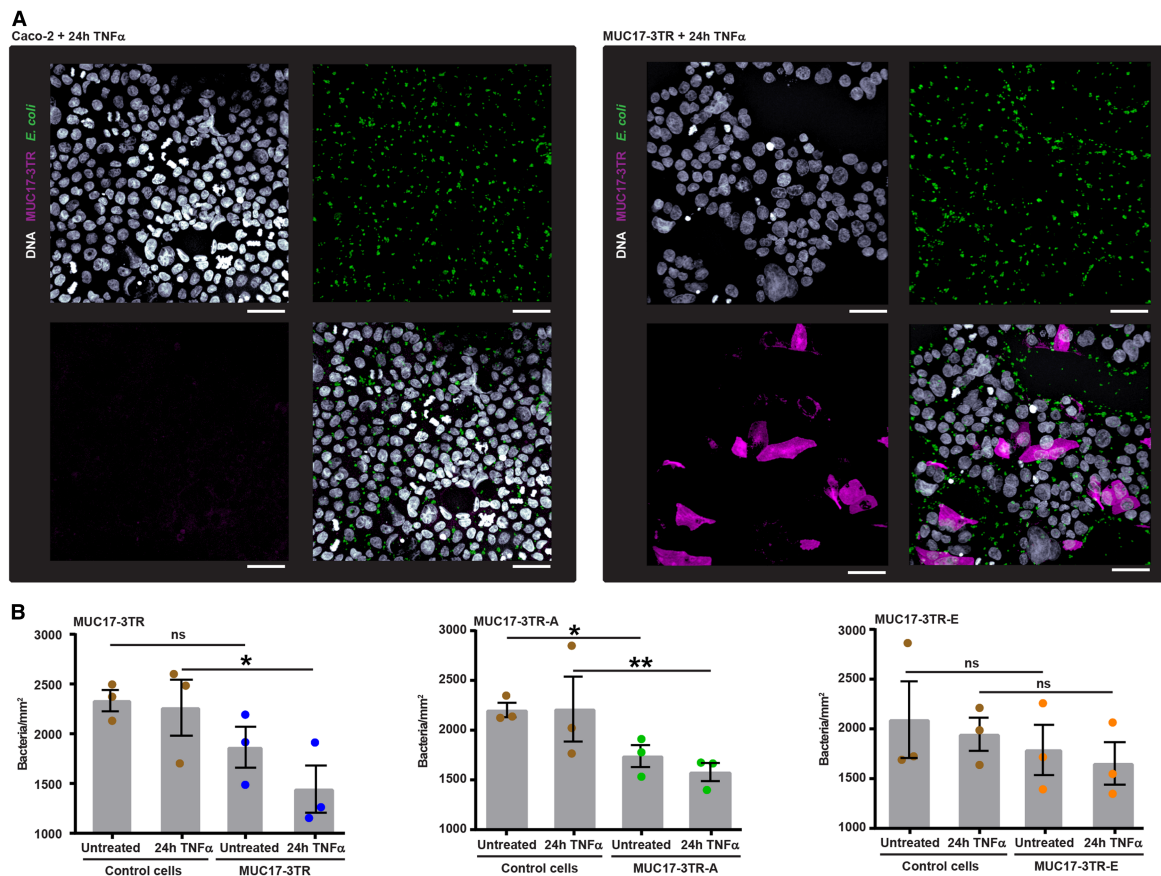 A
Caco-2 + 24h TNFα
MUC17-3TR + 24h TNFα
DNA MUC17-3TR E. coli
DNA MUC17-3TR E. coli
B
MUC17-3TR
Bacteria/mm²
3000
2500
2000
1500
1000
ns
*
Untreated 24h TNFα Untreated 24h TNFα
Control cells MUC17-3TR
MUC17-3TR-A
Bacteria/mm²
3000
2500
2000
1500
1000
*
**
Untreated 24h TNFα Untreated 24h TNFα
Control cells MUC17-3TR-A
MUC17-3TR-E
Bacteria/mm²
3000
2500
2000
1500
1000
ns
ns
Untreated 24h TNFα Untreated 24h TNFα
Control cells MUC17-3TR-E